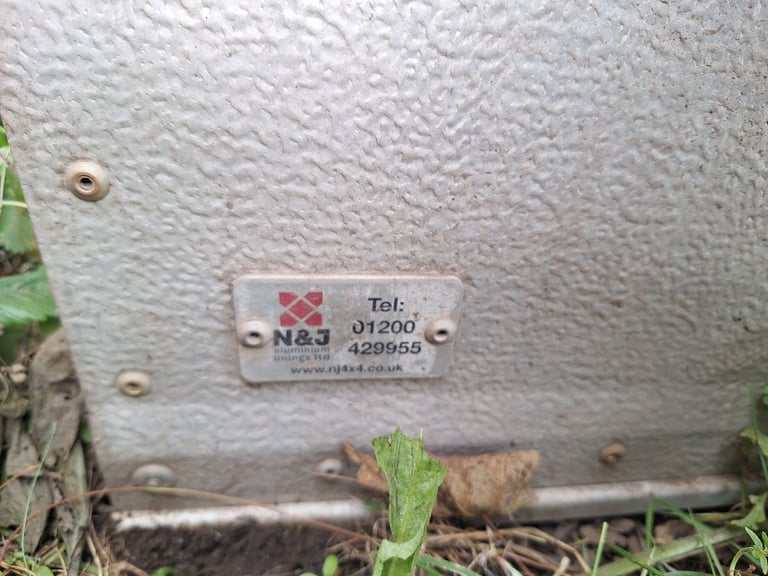 Tel:
01200
429955
N&J
aluminium
linings ltd
www.nj4x4.co.uk